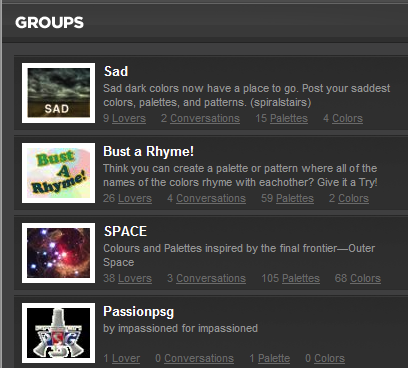 GROUPS
SAD
Sad
Sad dark colors now have a place to go. Post your saddest
colors, palettes, and patterns. (spiralstairs)
9 Lovers 2 Conversations 15 Palettes 4 Colors
Bust
A
Rhyme!
Bust a Rhyme!
Think you can create a palette or pattern where all of the
names of the colors rhyme with eachother? Give it a Try!
26 Lovers 4 Conversations 59 Palettes 2 Colors
SPACE
Colours and Palettes inspired by the final frontier—Outer
Space
38 Lovers 3 Conversations 105 Palettes 68 Colors
PSG
Passionpsg
by impassioned for impassioned
1 Lover 0 Conversations 1 Palette 0 Colors